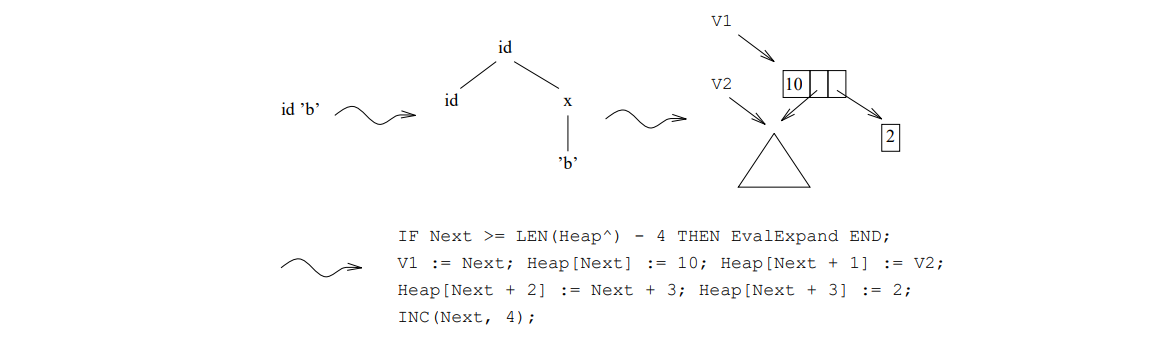 V1
id
V2
10
id
x
id 'b'
2
'b'
IF Next >= LEN(Heap^) - 4 THEN EvalExpand END;
V1 := Next; Heap[Next] := 10; Heap[Next + 1] := V2;
Heap[Next + 2] := Next + 3; Heap[Next + 3] := 2;
INC(Next, 4);